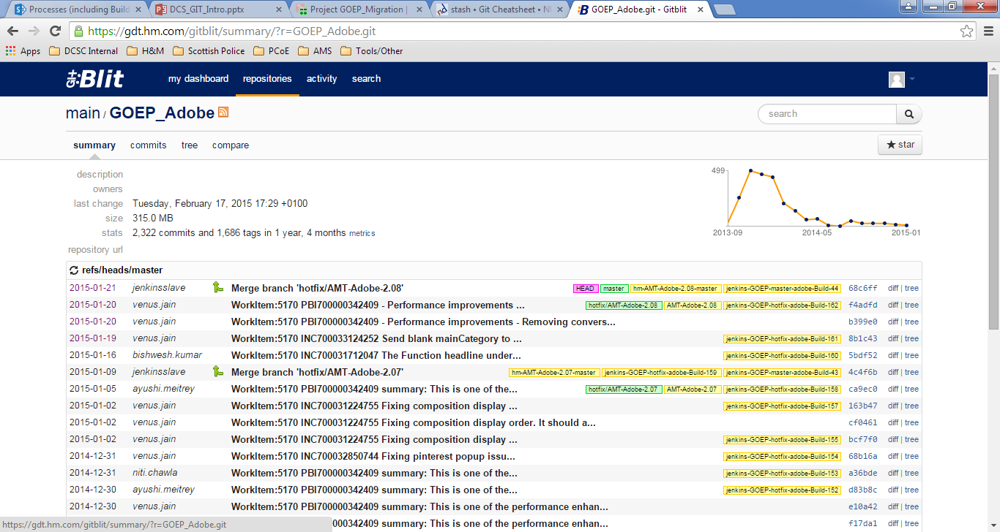 Processes (including Build
DCS_GIT_Intro.pptx
Project GOEP_Migration |
stash • Git Cheatsheet • N
GOEP_Adobe.git - Gitblit
https://gdt.hm.com/gitblit/summary/?r=GOEP_Adobe.git
Apps DCSC Internal H&M Scottish Police PCoE AMS Tools/Other
git:Blit my dashboard repositories activity search
main / GOEP_Adobe search
summary commits tree compare star
description
owners
last change Tuesday, February 17, 2015 17:29 +0100
size 315.0 MB
stats 2,322 commits and 1,686 tags in 1 year, 4 months metrics
repository url
499
2013-09 2014-05 2015-01
refs/heads/master
2015-01-21 jenkinsslave Merge branch 'hotfix/AMT-Adobe-2.08' HEAD master hm-AMT-Adobe-2.08-master jenkins-GOEP-master-adobe-Build-44 68c6ff diff | tree
2015-01-20 venus.jain WorkItem:5170 PBI700000342409 - Performance improvements ... hotfix/AMT-Adobe-2.08 AMT-Adobe-2.08 jenkins-GOEP-hotfix-adobe-Build-162 f4adfd diff | tree
2015-01-20 venus.jain WorkItem:5170 PBI700000342409 - Performance improvements - Removing convers... b399e0 diff | tree
2015-01-19 venus.jain WorkItem:5170 INC700033124252 Send blank mainCategory to ... jenkins-GOEP-hotfix-adobe-Build-161 8b1c43 diff | tree
2015-01-16 bishwesh.kumar WorkItem:5170 INC700031712047 The Function headline under... jenkins-GOEP-hotfix-adobe-Build-160 5bdf52 diff | tree
2015-01-09 jenkinsslave Merge branch 'hotfix/AMT-Adobe-2.07' hm-AMT-Adobe-2.07-master jenkins-GOEP-hotfix-adobe-Build-159 jenkins-GOEP-master-adobe-Build-43 4c4f6b diff | tree
2015-01-05 ayushi.meitrey WorkItem:5170 PBI700000342409 summary: This is one of the... hotfix/AMT-Adobe-2.07 AMT-Adobe-2.07 jenkins-GOEP-hotfix-adobe-Build-158 ca9ec0 diff | tree
2015-01-02 venus.jain WorkItem:5170 INC700031224755 Fixing composition display ... jenkins-GOEP-hotfix-adobe-Build-157 163b47 diff | tree
2015-01-02 venus.jain WorkItem:5170 INC700031224755 Fixing composition display order. It should a... cf0461 diff | tree
2015-01-02 venus.jain WorkItem:5170 INC700031224755 Fixing composition display ... jenkins-GOEP-hotfix-adobe-Build-155 bcf7f0 diff | tree
2014-12-31 venus.jain WorkItem:5170 INC700032850744 Fixing pinterest popup issu... jenkins-GOEP-hotfix-adobe-Build-154 68b16a diff | tree
2014-12-31 niti.chawla WorkItem:5170 PBI700000342409 summary: This is one of the... jenkins-GOEP-hotfix-adobe-Build-153 a36bde diff | tree
2014-12-30 ayushi.meitrey WorkItem:5170 PBI700000342409 summary: This is one of the... jenkins-GOEP-hotfix-adobe-Build-152 d83b8c diff | tree
2014-12-30 venus.jain WorkItem:5170 PBI700000342409 summary: This is one of the performance enhan... e10a42 diff | tree
https://gdt.hm.com/gitblit/summary/?r=GOEP_Adobe.git 000342409 summary: This is one of the performance enhan... f17da1 diff | tree